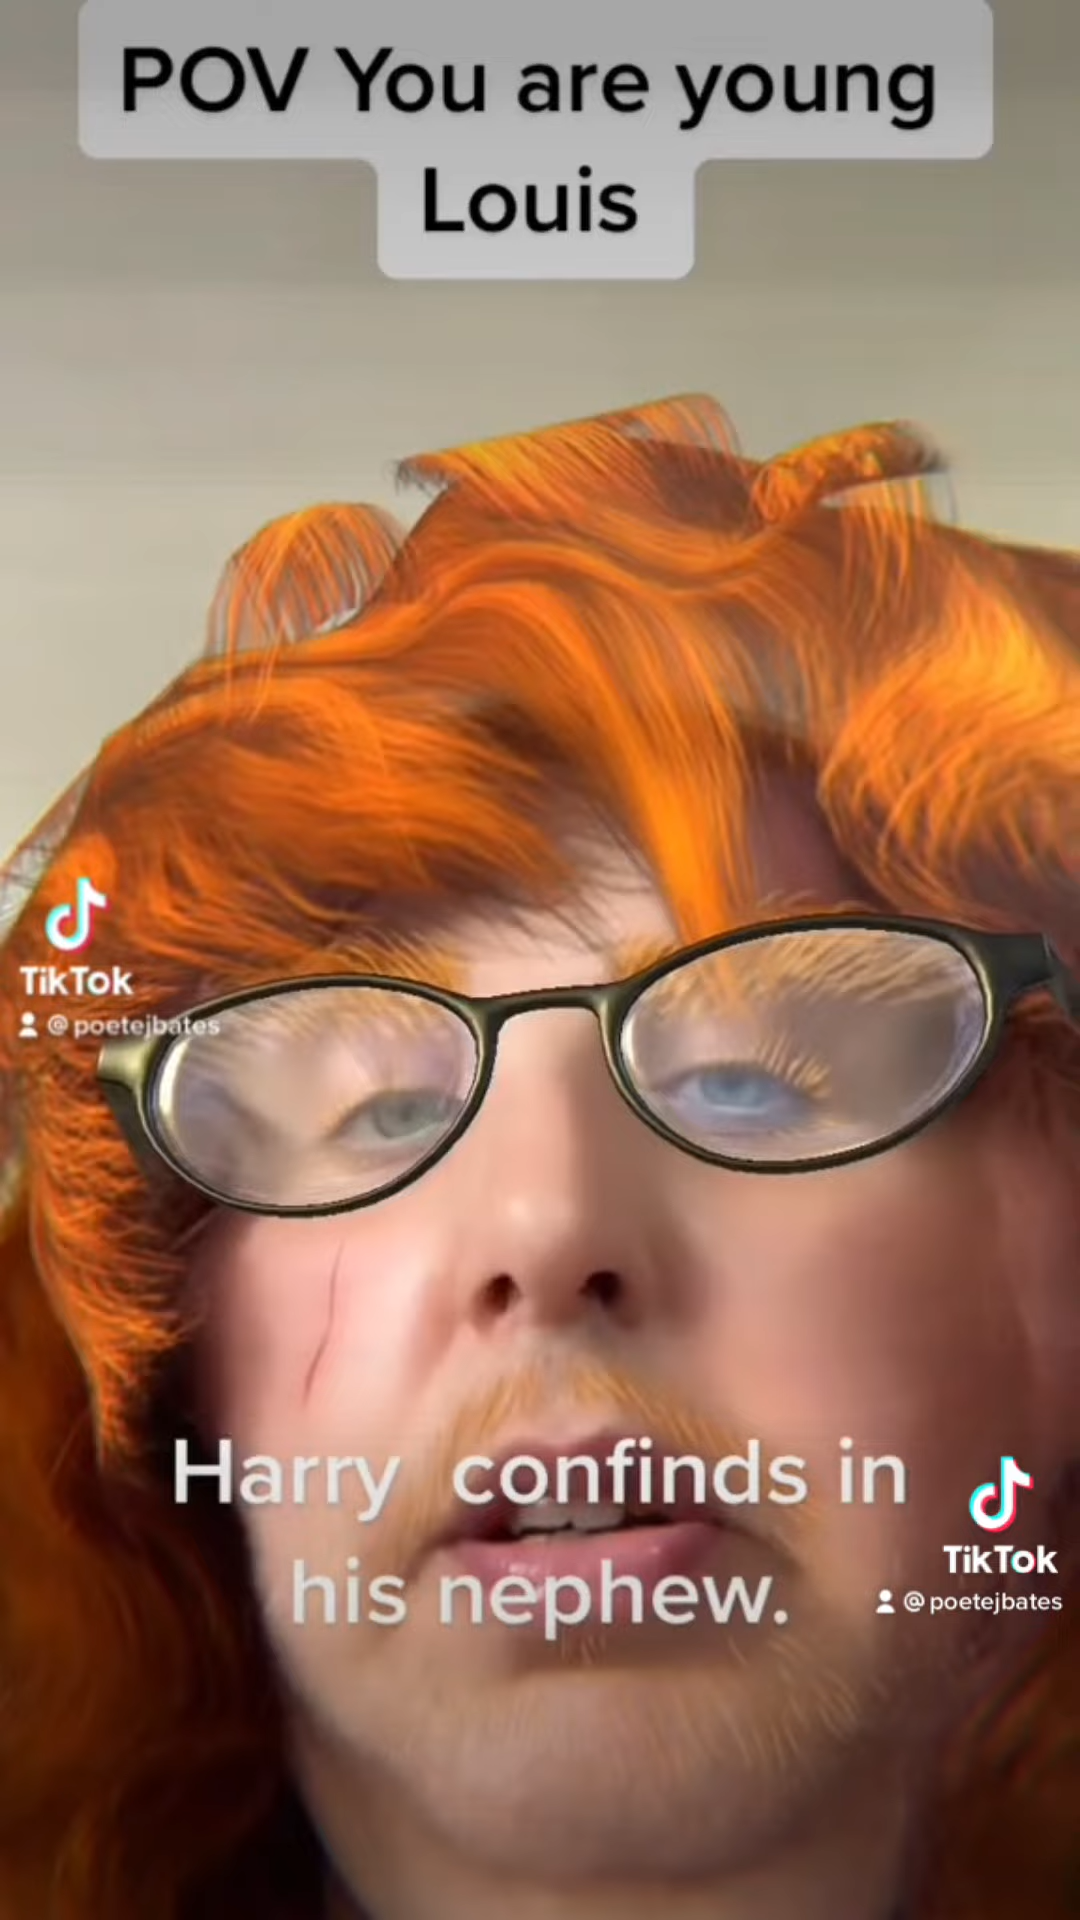 POV You are young
Louis
TikTok
@poetejbates
Harry confinds in
his nephew.
TikTok
@poetejbates